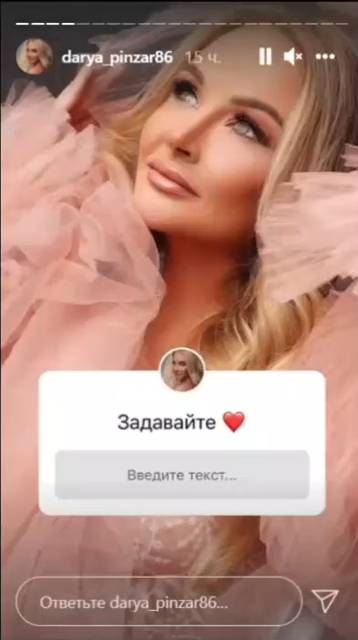 darya_pinzar86 15 ч.
Задавайте ❤️
Введите текст...
Ответьте darya_pinzar86...